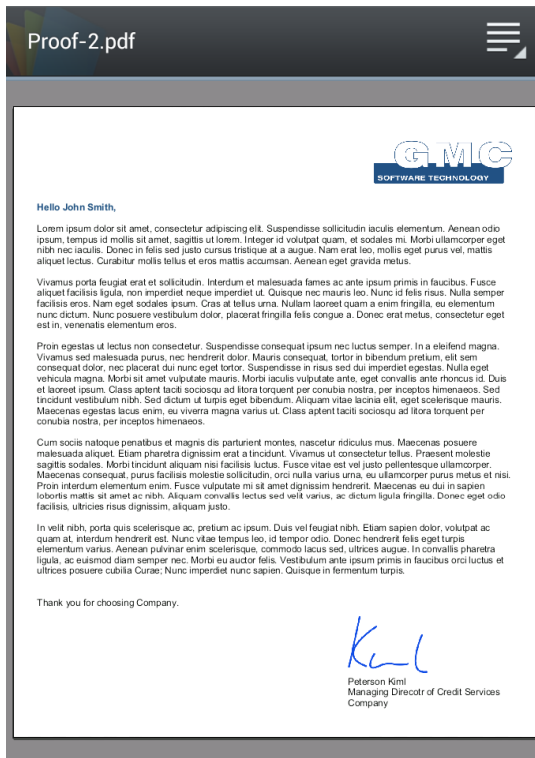 Proof-2.pdf
GMC
SOFTWARE TECHNOLOGY
Hello John Smith,
Lorem ipsum dolor sit amet, consectetur adipiscing elit. Suspendisse sollicitudin iaculis elementum. Aenean odio
ipsum, tempus id mollis sit amet, sagittis ut lorem. Integer id volutpat quam, et sodales mi. Morbi ullamcorper eget
nibh nec iaculis. Donec in felis sed justo cursus tristique at a augue. Nam erat leo, mollis eget purus vel, mattis
aliquet lectus. Curabitur mollis tellus et eros mattis accumsan. Aenean eget gravida metus.
Vivamus porta feugiat erat et sollicitudin. Interdum et malesuada fames ac ante ipsum primis in faucibus. Fusce
aliquet facilisis ligula, non imperdiet neque imperdiet ut. Quisque nec mauris leo. Nunc id felis risus. Nulla semper
facilisis eros. Nam eget sodales ipsum. Cras at tellus urna. Nullam laoreet quam a enim fringilla, eu elementum
nunc dictum. Nunc posuere vestibulum dolor, placerat fringilla felis congue a. Donec erat metus, consectetur eget
est in, venenatis elementum eros.
Proin egestas ut lectus non consectetur. Suspendisse consequat ipsum nec luctus semper. In a eleifend magna.
Vivamus sed malesuada purus, nec hendrerit dolor. Mauris consequat, tortor in bibendum pretium, elit sem
consequat dolor, nec placerat dui nunc eget tortor. Suspendisse in risus sed dui imperdiet egestas. Nulla eget
vehicula magna. Morbi sit amet vulputate mauris. Morbi iaculis vulputate ante, eget convallis ante rhoncus id. Duis
et laoreet ipsum. Class aptent taciti sociosqu ad litora torquent per conubia nostra, per inceptos himenaeos. Sed
tincidunt vestibulum nibh. Sed dictum ut turpis eget bibendum. Aliquam vitae lacinia elit, eget scelerisque mauris.
Maecenas egestas lacus enim, eu viverra magna varius ut. Class aptent taciti sociosqu ad litora torquent per
conubia nostra, per inceptos himenaeos.
Cum sociis natoque penatibus et magnis dis parturient montes, nascetur ridiculus mus. Maecenas posuere
malesuada aliquet. Etiam pharetra dignissim erat a tincidunt. Vivamus ut consectetur tellus. Praesent molestie
sagittis sodales. Morbi tincidunt aliquam nisi facilisis luctus. Fusce vitae est vel justo pellentesque ullamcorper.
Maecenas consequat, purus facilisis molestie sollicitudin, orci nulla varius urna, eu ullamcorper purus metus et nisi.
Proin interdum elementum enim. Fusce vulputate mi sit amet dignissim hendrerit. Maecenas eu dui in sapien
lobortis mattis sit amet ac nibh. Aliquam convallis lectus sed velit varius, ac dictum ligula fringilla. Donec eget odio
facilisis, ultricies risus dignissim, aliquam justo.
In velit nibh, porta quis scelerisque ac, pretium ac ipsum. Duis vel feugiat nibh. Etiam sapien dolor, volutpat ac
quam at, interdum hendrerit est. Nunc vitae tempus leo, id tempor odio. Donec hendrerit felis eget turpis
elementum varius. Aenean pulvinar enim scelerisque, commodo lacus sed, ultrices augue. In convallis pharetra
ligula, ac euismod diam semper nec. Morbi eu auctor felis. Vestibulum ante ipsum primis in faucibus orci luctus et
ultrices posuere cubilia Curae; Nunc imperdiet nunc sapien. Quisque in fermentum turpis.
Thank you for choosing Company.
Kiml
Peterson Kiml
Managing Direcotr of Credit Services
Company